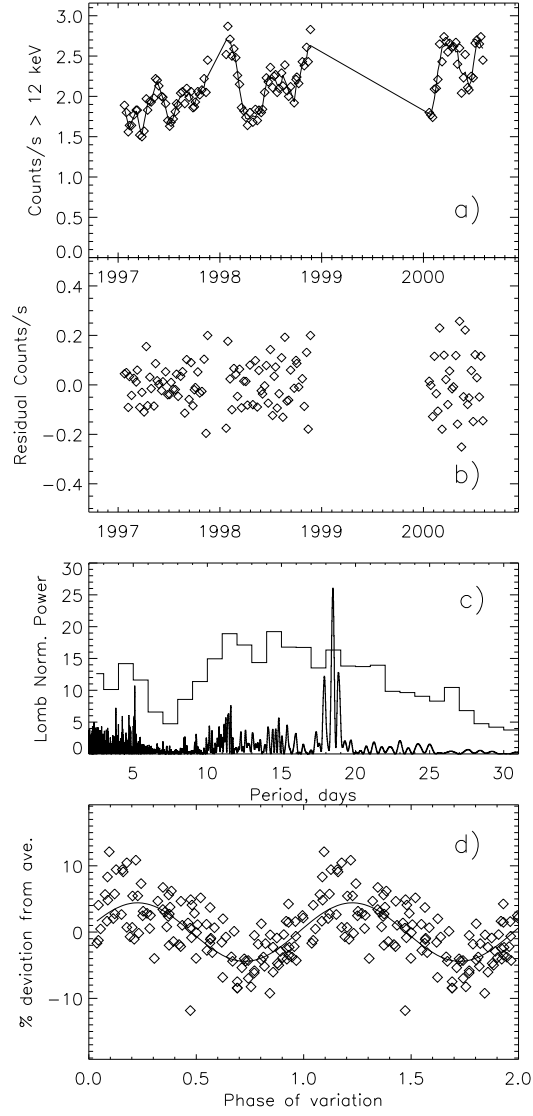 3.0
2.5
2.0
1.5
1.0
0.5
0.0
Counts/s > 12 keV
a)
1997 1998 1999 2000
0.4
0.2
0.0
−0.2
−0.4
Residual Counts/s
b)
1997 1998 1999 2000
30
25
20
15
10
5
0
Lomb Norm. Power
c)
5 10 15 20 25 30
Period, days
10
0
−10
% deviation from ave.
d)
0.0 0.5 1.0 1.5 2.0
Phase of variation